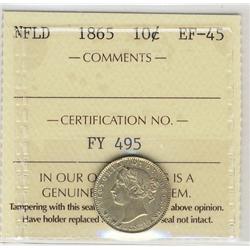 NFLD 1865 10¢ EF-45
— COMMENTS —
— CERTIFICATION NO. —
FY 495
IN OUR O IS A
GENUINE EM.
Tampering with this sea above opinion.
Have holder replaced seal not intact.